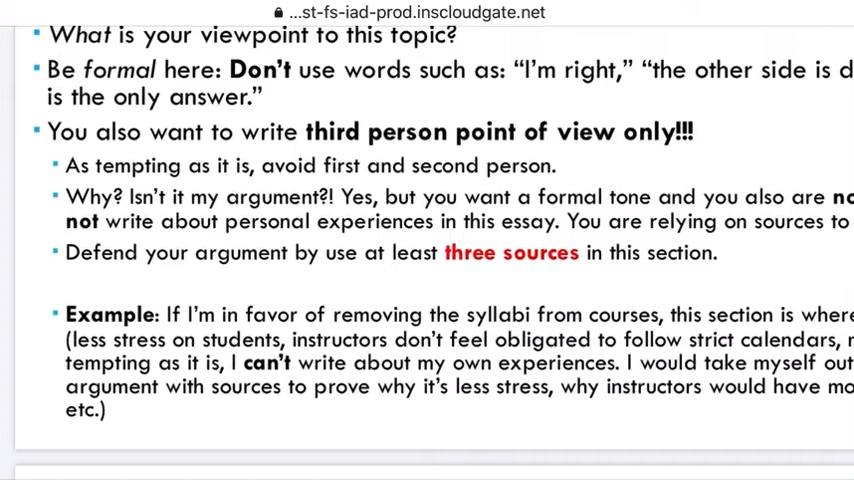 ...st-fs-iad-prod.inscloudgate.net
What is your viewpoint to this topic?
Be formal here: Don't use words such as: “I'm right,” “the other side is
is the only answer.”
You also want to write third person point of view only!!!
As tempting as it is, avoid first and second person.
Why? Isn't it my argument?! Yes, but you want a formal tone and you also are
not write about personal experiences in this essay. You are relying on sources to
Defend your argument by use at least three sources in this section.
Example: If I'm in favor of removing the syllabi from courses, this section is where
(less stress on students, instructors don't feel obligated to follow strict calendars,
tempting as it is, I can't write about my own experiences. I would take myself out
argument with sources to prove why it's less stress, why instructors would have
etc.)